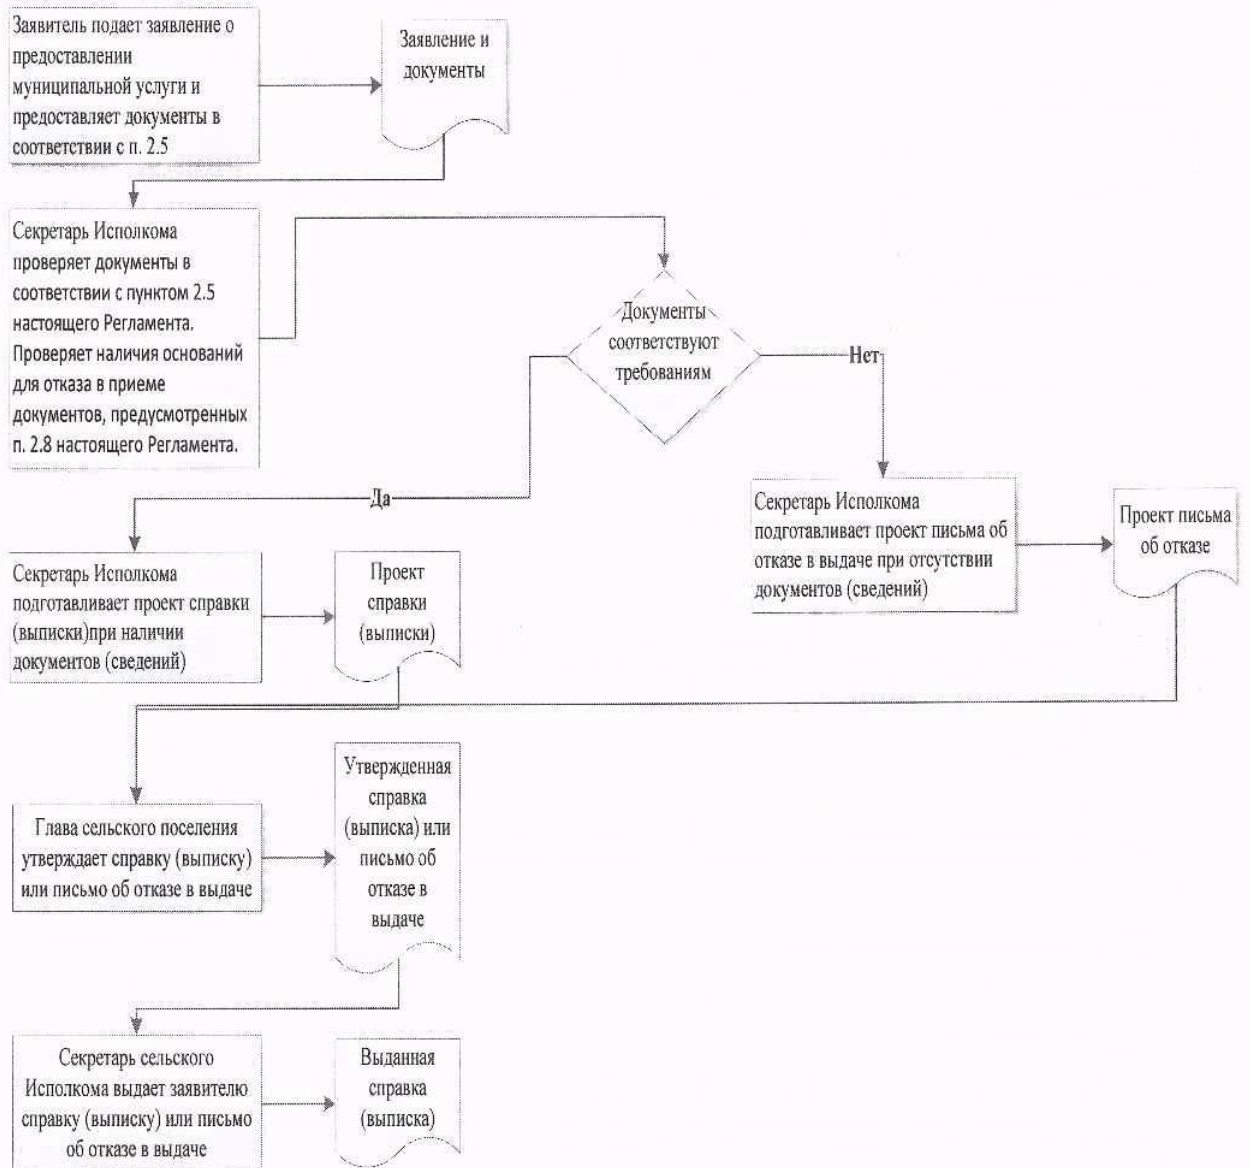 Заявитель подает заявление о
предоставлении
муниципальной услуги и
предоставляет документы в
соответствии с п. 2.5
Заявление и
документы
Секретарь Исполкома
проверяет документы в
соответствии с пунктом 2.5
настоящего Регламента.
Проверяет наличия оснований
для отказа в приеме
документов, предусмотренных
п. 2.8 настоящего Регламента.
Документы
соответствуют
требованиям
Нет
Да
Секретарь Исполкома
подготавливает проект письма об
отказе в выдаче при отсутствии
документов (сведений)
Проект письма
об отказе
Секретарь Исполкома
подготавливает проект справки
(выписки)при наличии
документов (сведений)
Проект
справки
(выписки)
Глава сельского поселения
утверждает справку (выписку)
или письмо об отказе в выдаче
Утвержденная
справка
(выписка) или
письмо об
отказе в
выдаче
Секретарь сельского
Исполкома выдает заявителю
справку (выписку) или письмо
об отказе в выдаче
Выданная
справка
(выписка)